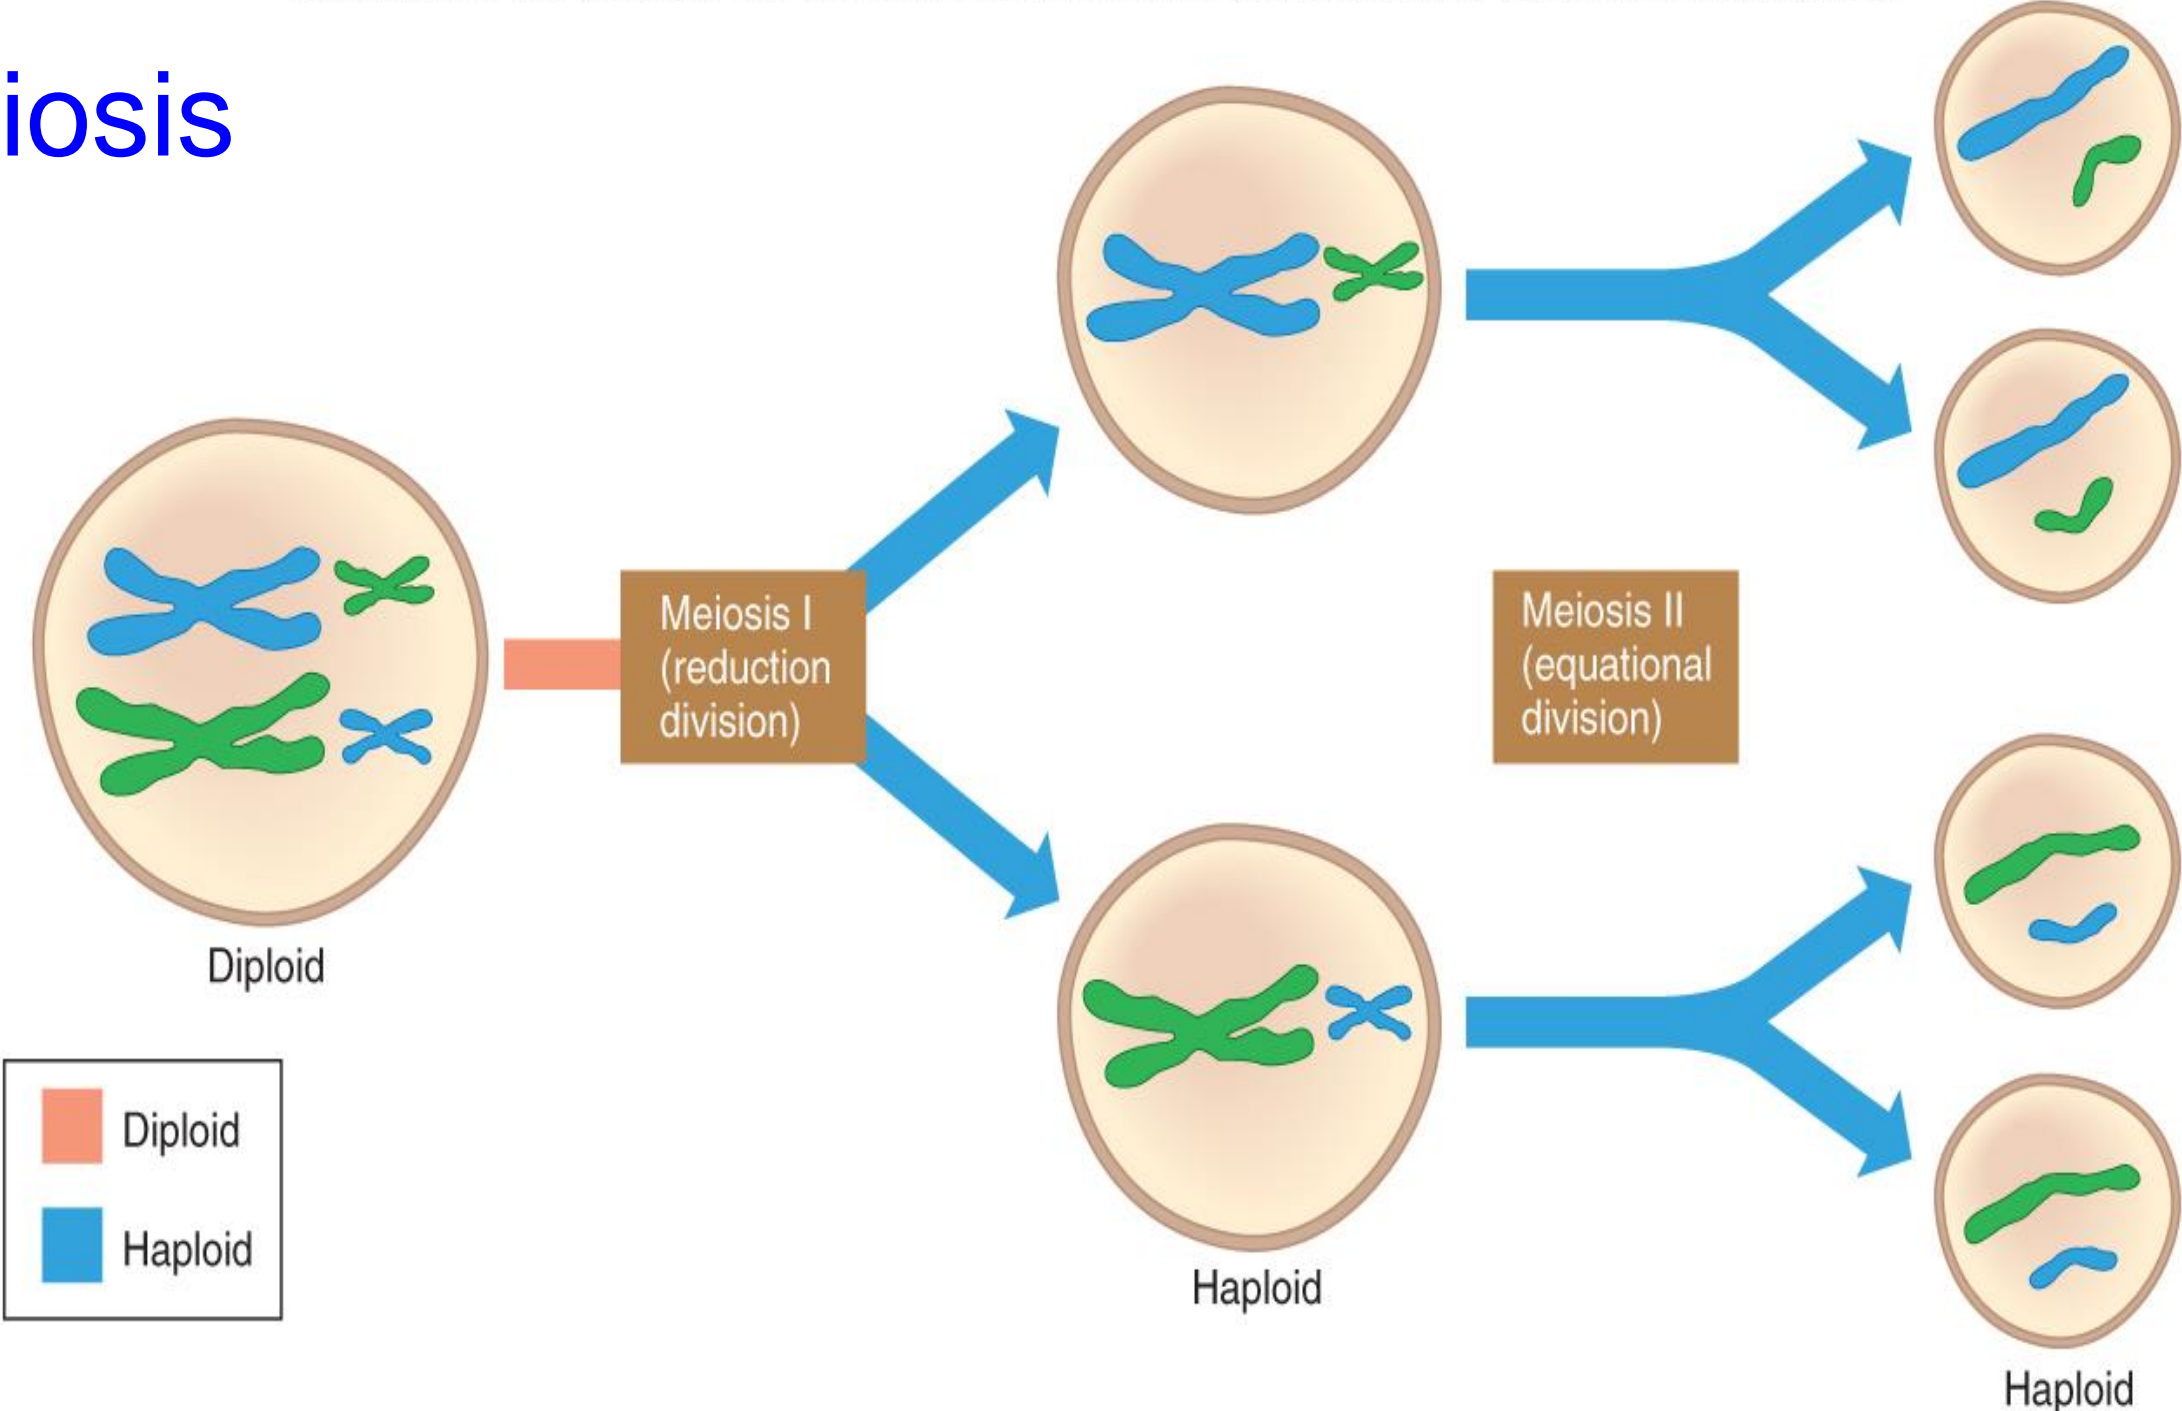 iosis
Meiosis I
(reduction
division)
Meiosis II
(equational
division)
Diploid
Diploid
Haploid
Haploid
Haploid